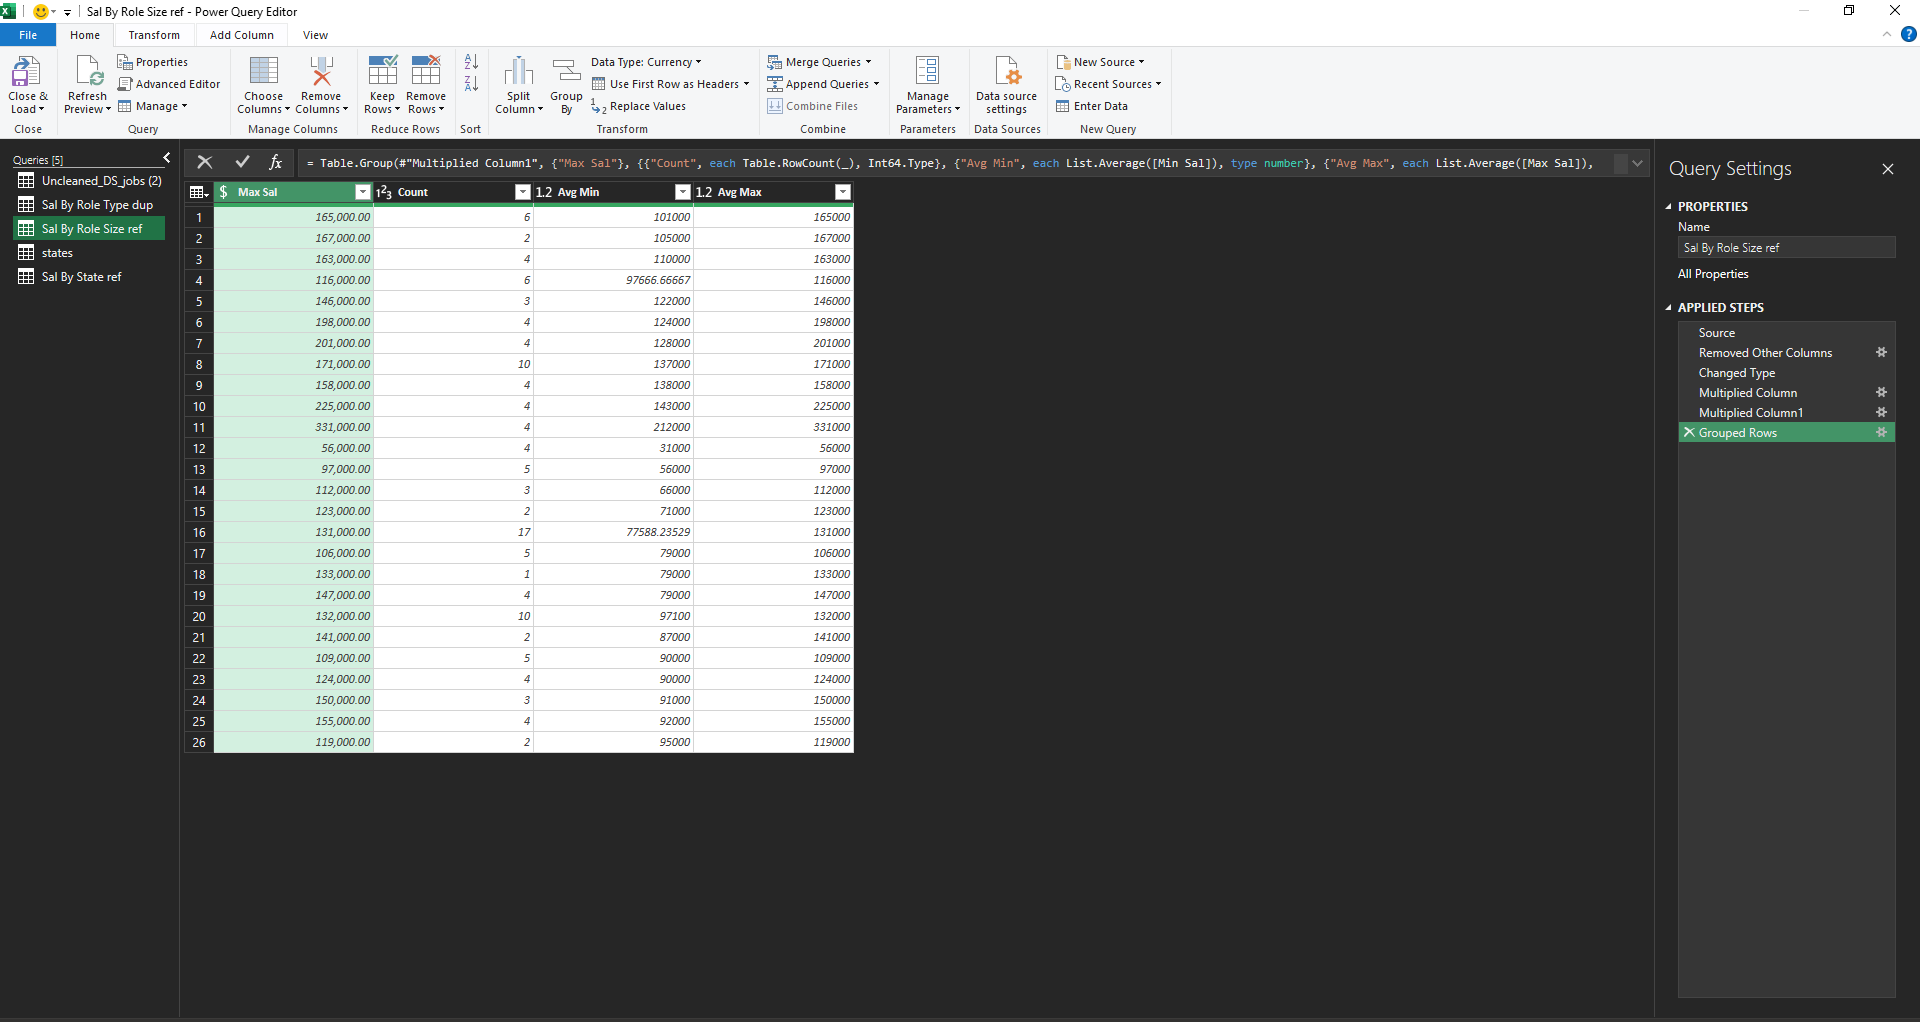 Sal By Role Size ref - Power Query Editor
File Home Transform Add Column View
Close & Load
Close
Refresh Preview
Properties
Advanced Editor
Manage
Query
Choose Columns
Remove Columns
Manage Columns
Keep Rows
Remove Rows
Reduce Rows
Sort
Split Column
Group By
Data Type: Currency
Use First Row as Headers
Replace Values
Transform
Merge Queries
Append Queries
Combine Files
Combine
Manage Parameters
Parameters
Data source settings
Data Sources
New Source
Recent Sources
Enter Data
New Query
Queries [5]
Uncleaned_DS_jobs (2)
Sal By Role Type dup
Sal By Role Size ref
states
Sal By State ref
fx = Table.Group(#"Multiplied Column1", {"Max Sal"}, {{"Count", each Table.RowCount(_), Int64.Type}, {"Avg Min", each List.Average([Min Sal]), type number}, {"Avg Max", each List.Average([Max Sal]),
$ Max Sal 123 Count 1.2 Avg Min 1.2 Avg Max
1 165,000.00 6 101000 165000
2 167,000.00 2 105000 167000
3 163,000.00 4 110000 163000
4 116,000.00 6 97666.66667 116000
5 146,000.00 3 122000 146000
6 198,000.00 4 124000 198000
7 201,000.00 4 128000 201000
8 171,000.00 10 137000 171000
9 158,000.00 4 138000 158000
10 225,000.00 4 143000 225000
11 331,000.00 4 212000 331000
12 56,000.00 4 31000 56000
13 97,000.00 5 56000 97000
14 112,000.00 3 66000 112000
15 123,000.00 2 71000 123000
16 131,000.00 17 77588.23529 131000
17 106,000.00 5 79000 106000
18 133,000.00 1 79000 133000
19 147,000.00 4 79000 147000
20 132,000.00 10 97100 132000
21 141,000.00 2 87000 141000
22 109,000.00 5 90000 109000
23 124,000.00 4 90000 124000
24 150,000.00 3 91000 150000
25 155,000.00 4 92000 155000
26 119,000.00 2 95000 119000
Query Settings
PROPERTIES
Name
Sal By Role Size ref
All Properties
APPLIED STEPS
Source
Removed Other Columns
Changed Type
Multiplied Column
Multiplied Column1
Grouped Rows